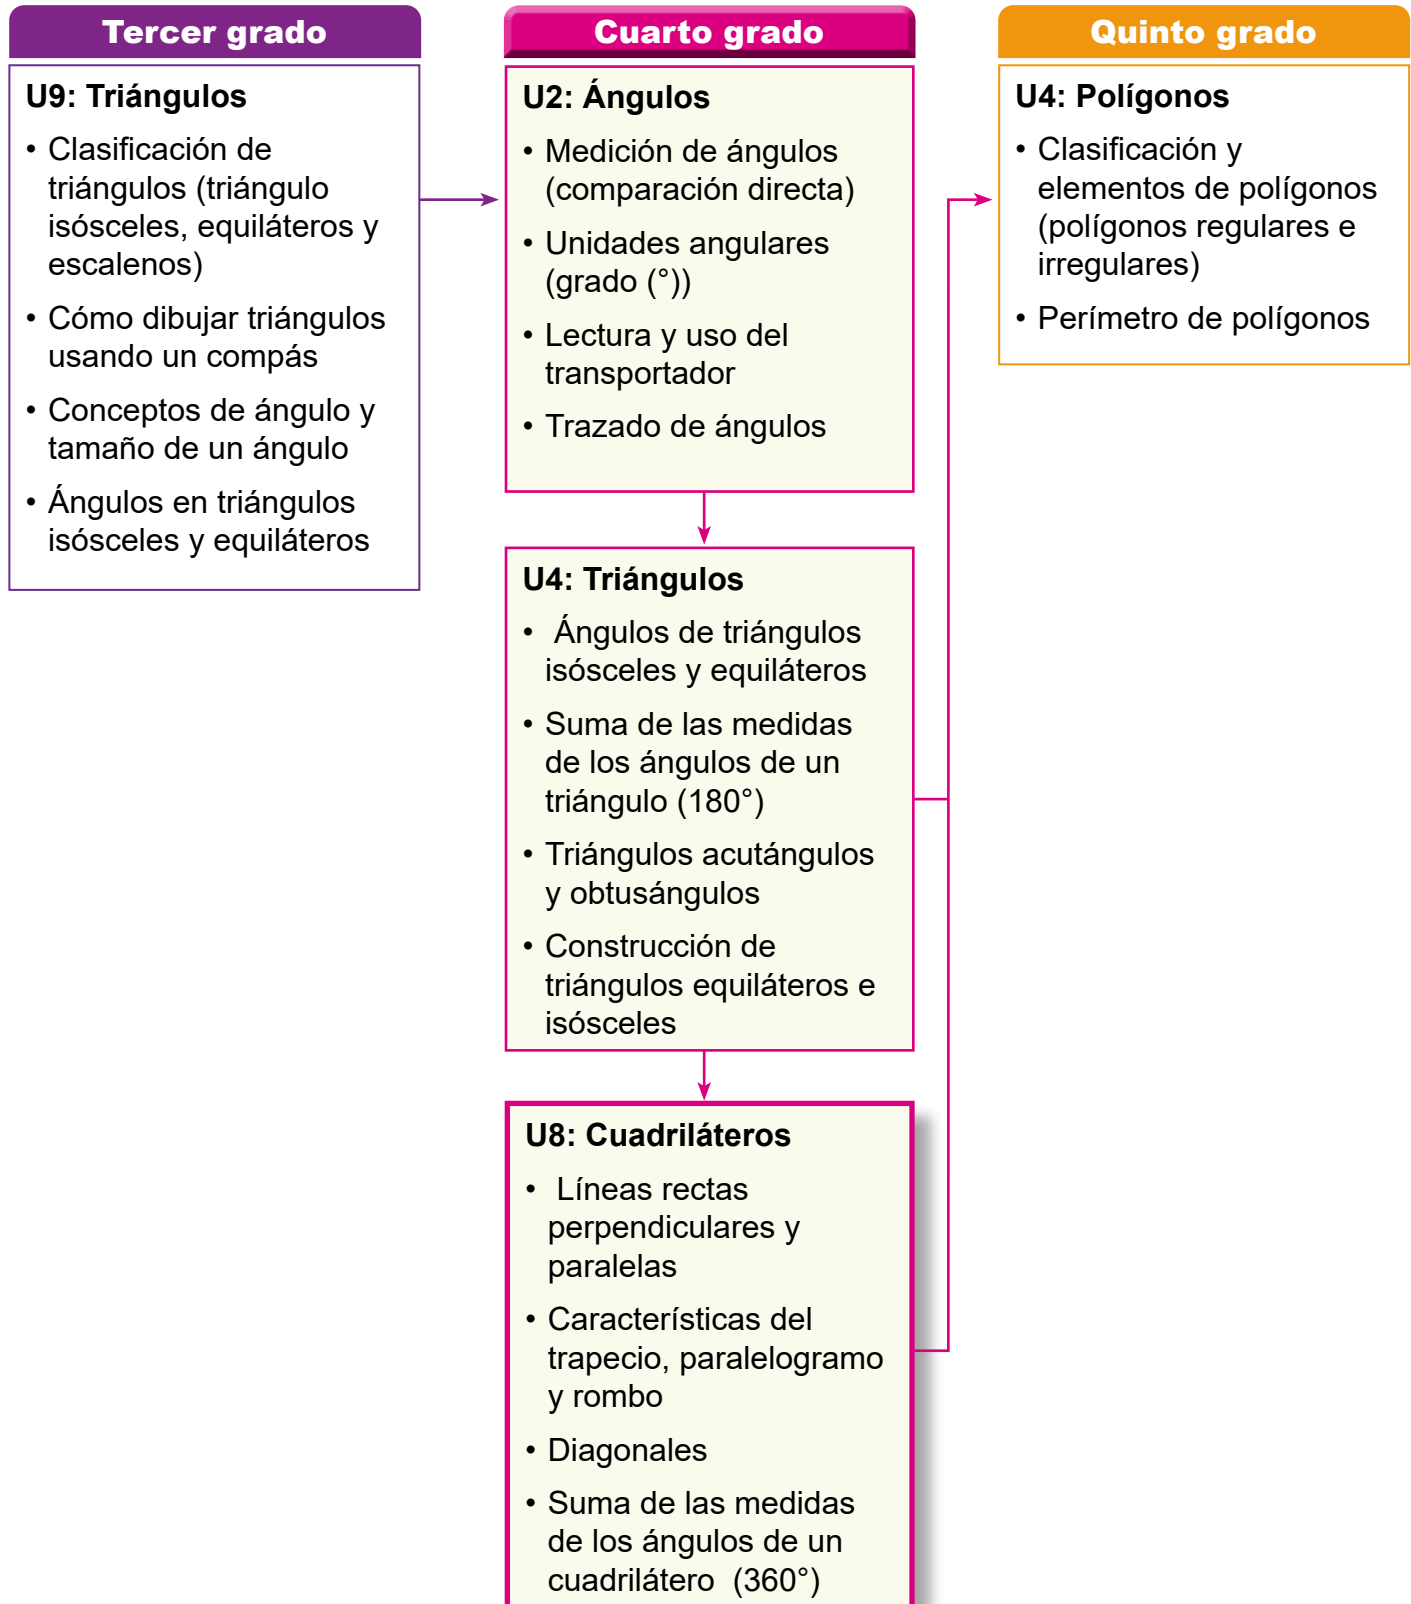 Tercer grado
U9: Triángulos
• Clasificación de
triángulos (triángulo
isósceles, equiláteros y
escalenos)
• Cómo dibujar triángulos
usando un compás
• Conceptos de ángulo y
tamaño de un ángulo
• Ángulos en triángulos
isósceles y equiláteros
Cuarto grado
U2: Ángulos
• Medición de ángulos
(comparación directa)
• Unidades angulares
(grado (°))
• Lectura y uso del
transportador
• Trazado de ángulos
U4: Triángulos
• Ángulos de triángulos
isósceles y equiláteros
• Suma de las medidas
de los ángulos de un
triángulo (180°)
• Triángulos acutángulos
y obtusángulos
• Construcción de
triángulos equiláteros e
isósceles
U8: Cuadriláteros
• Líneas rectas
perpendiculares y
paralelas
• Características del
trapecio, paralelogramo
y rombo
• Diagonales
• Suma de las medidas
de los ángulos de un
cuadrilátero (360°)
Quinto grado
U4: Polígonos
• Clasificación y
elementos de polígonos
(polígonos regulares e
irregulares)
• Perímetro de polígonos